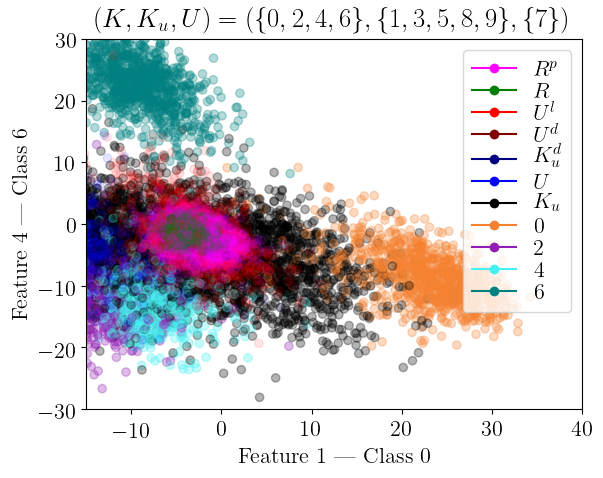 (K, K_u, U) = ({0, 2, 4, 6}, {1, 3, 5, 8, 9}, {7})
30
20
10
0
−10
−20
−30
Feature 4 — Class 6
R^p
R
U^l
U^d
K_u^d
U
K_u
0
2
4
6
−10
0
10
20
30
40
Feature 1 — Class 0